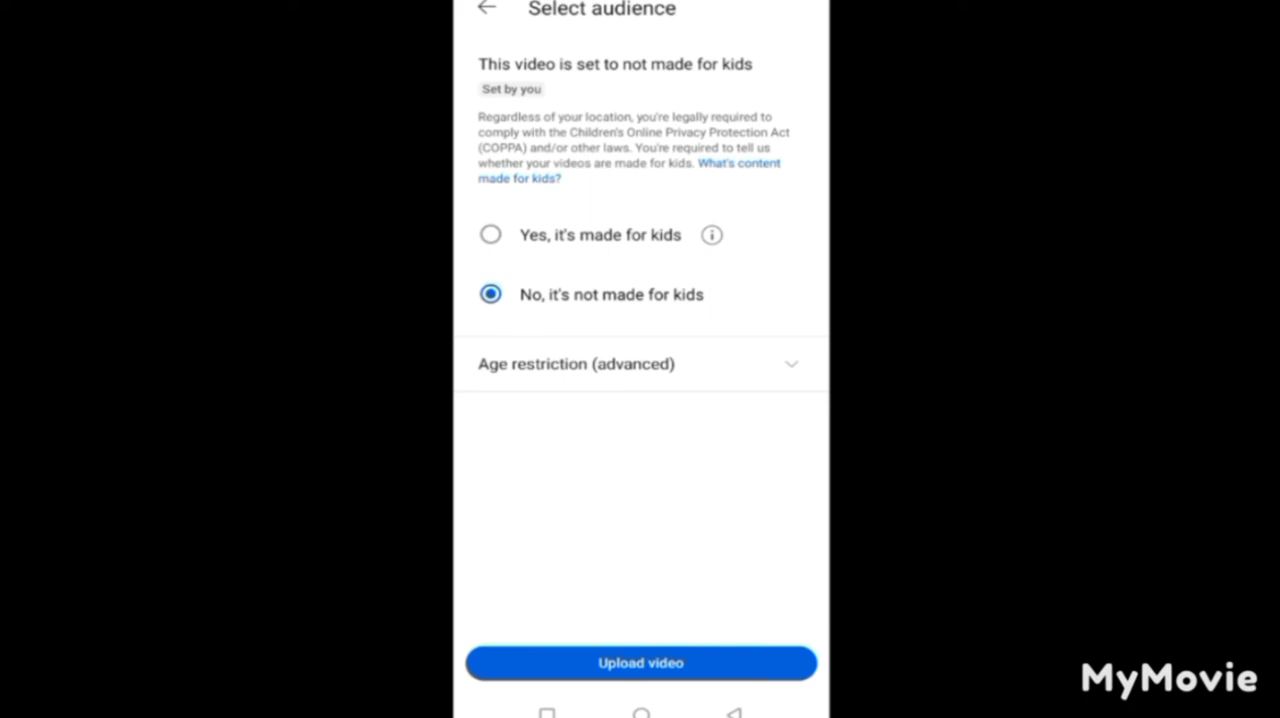 Select audience
This video is set to not made for kids
Set by you
Regardless of your location, you're legally required to
comply with the Children's Online Privacy Protection Act
(COPPA) and/or other laws. You're required to tell us
whether your videos are made for kids. What's content
made for kids?
Yes, it's made for kids
No, it's not made for kids
Age restriction (advanced)
Upload video
MyMovie